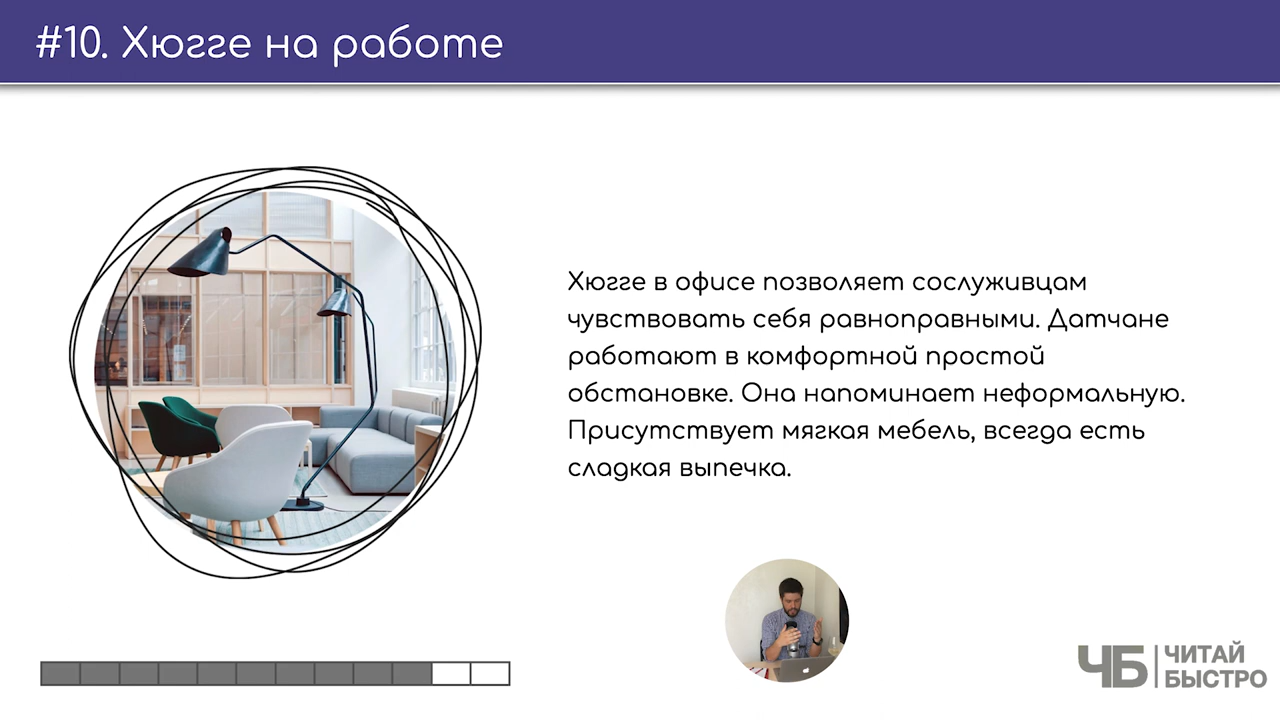 #10. Хюгге на работе
Хюгге в офисе позволяет сослуживцам
чувствовать себя равноправными. Датчане
работают в комфортной простой
обстановке. Она напоминает неформальную.
Присутствует мягкая мебель, всегда есть
сладкая выпечка.
ЧБ
ЧИТАЙ
БЫСТРО